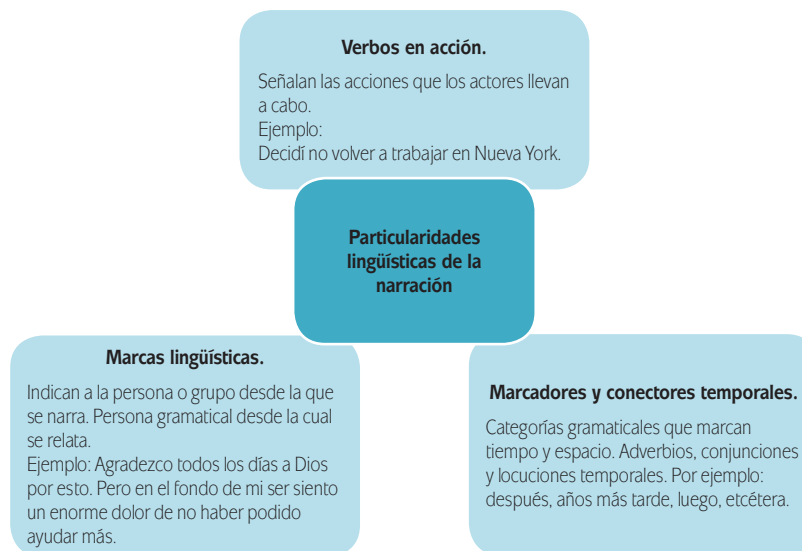 Verbos en acción.
Señalan las acciones que los actores llevan
a cabo.
Ejemplo:
Decidí no volver a trabajar en Nueva York.
Particularidades
lingüísticas de la
narración
Marcas lingüísticas.
Indican a la persona o grupo desde la que
se narra. Persona gramatical desde la cual
se relata.
Ejemplo: Agradezco todos los días a Dios
por esto. Pero en el fondo de mi ser siento
un enorme dolor de no haber podido
ayudar más.
Marcadores y conectores temporales.
Categorías gramaticales que marcan
tiempo y espacio. Adverbios, conjunciones
y locuciones temporales. Por ejemplo:
después, años más tarde, luego, etcétera.